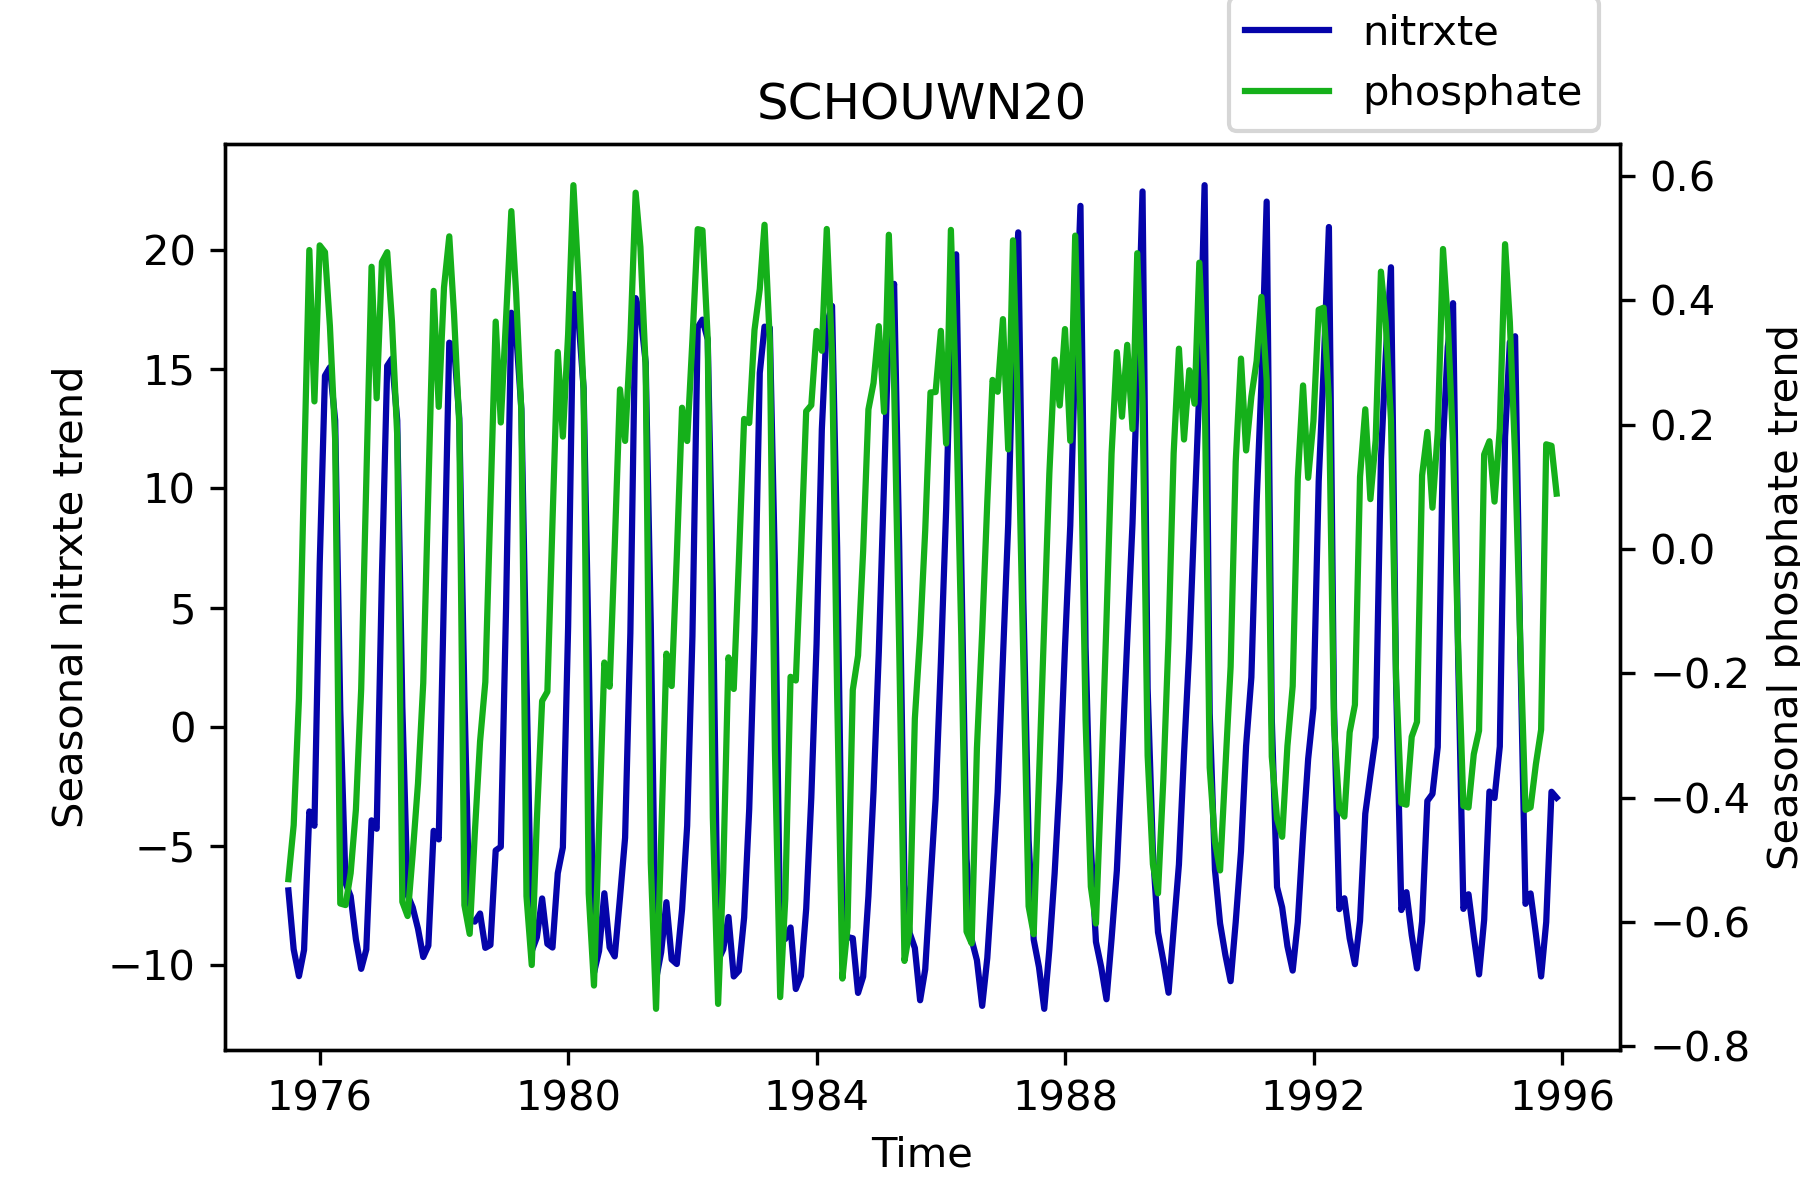 nitrxte
phosphate
SCHOUWN20
Seasonal nitrxte trend
20
15
10
5
0
−5
−10
0.6
0.4
0.2
0.0
−0.2
−0.4
−0.6
−0.8
Seasonal phosphate trend
1976 1980 1984 1988 1992 1996
Time